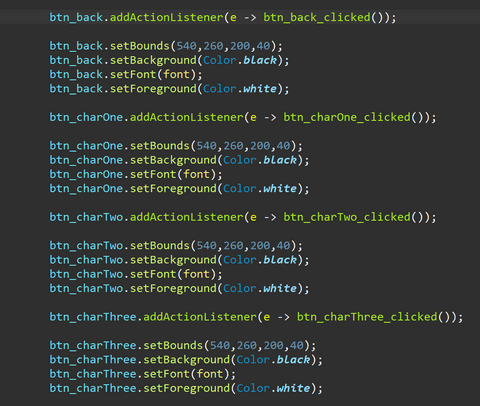 btn_back.addActionListener(e -> btn_back_clicked());
btn_back.setBounds(540,260,200,40);
btn_back.setBackground(Color.black);
btn_back.setFont(font);
btn_back.setForeground(Color.white);
btn_charOne.addActionListener(e -> btn_charOne_clicked());
btn_charOne.setBounds(540,260,200,40);
btn_charOne.setBackground(Color.black);
btn_charOne.setFont(font);
btn_charOne.setForeground(Color.white);
btn_charTwo.addActionListener(e -> btn_charTwo_clicked());
btn_charTwo.setBounds(540,260,200,40);
btn_charTwo.setBackground(Color.black);
btn_charTwo.setFont(font);
btn_charTwo.setForeground(Color.white);
btn_charThree.addActionListener(e -> btn_charThree_clicked());
btn_charThree.setBounds(540,260,200,40);
btn_charThree.setBackground(Color.black);
btn_charThree.setFont(font);
btn_charThree.setForeground(Color.white);